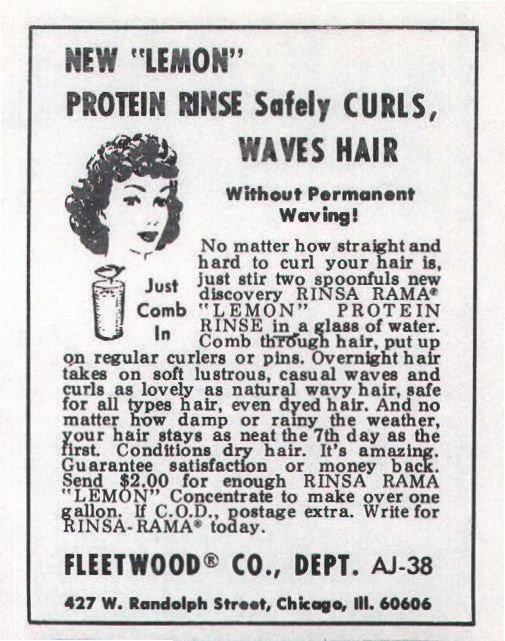 NEW "LEMON"
PROTEIN RINSE Safely CURLS,
WAVES HAIR
Without Permanent
Waving!
Just
Comb
In
No matter how straight and
hard to curl your hair is,
just stir two spoonfuls new
discovery RINSA RAMA®
"LEMON" PROTEIN
RINSE in a glass of water.
Comb through hair, put up
on regular curlers or pins. Overnight hair
takes on soft lustrous, casual waves and
curls as lovely as natural wavy hair, safe
for all types hair, even dyed hair. And no
matter how damp or rainy the weather,
your hair stays as neat the 7th day as the
first. Conditions dry hair. It's amazing.
Guarantee satisfaction or money back.
Send $2.00 for enough RINSA RAMA
"LEMON" Concentrate to make over one
gallon. If C.O.D., postage extra. Write for
RINSA-RAMA® today.
FLEETWOOD® CO., DEPT. AJ-38
427 W. Randolph Street, Chicago, Ill. 60606